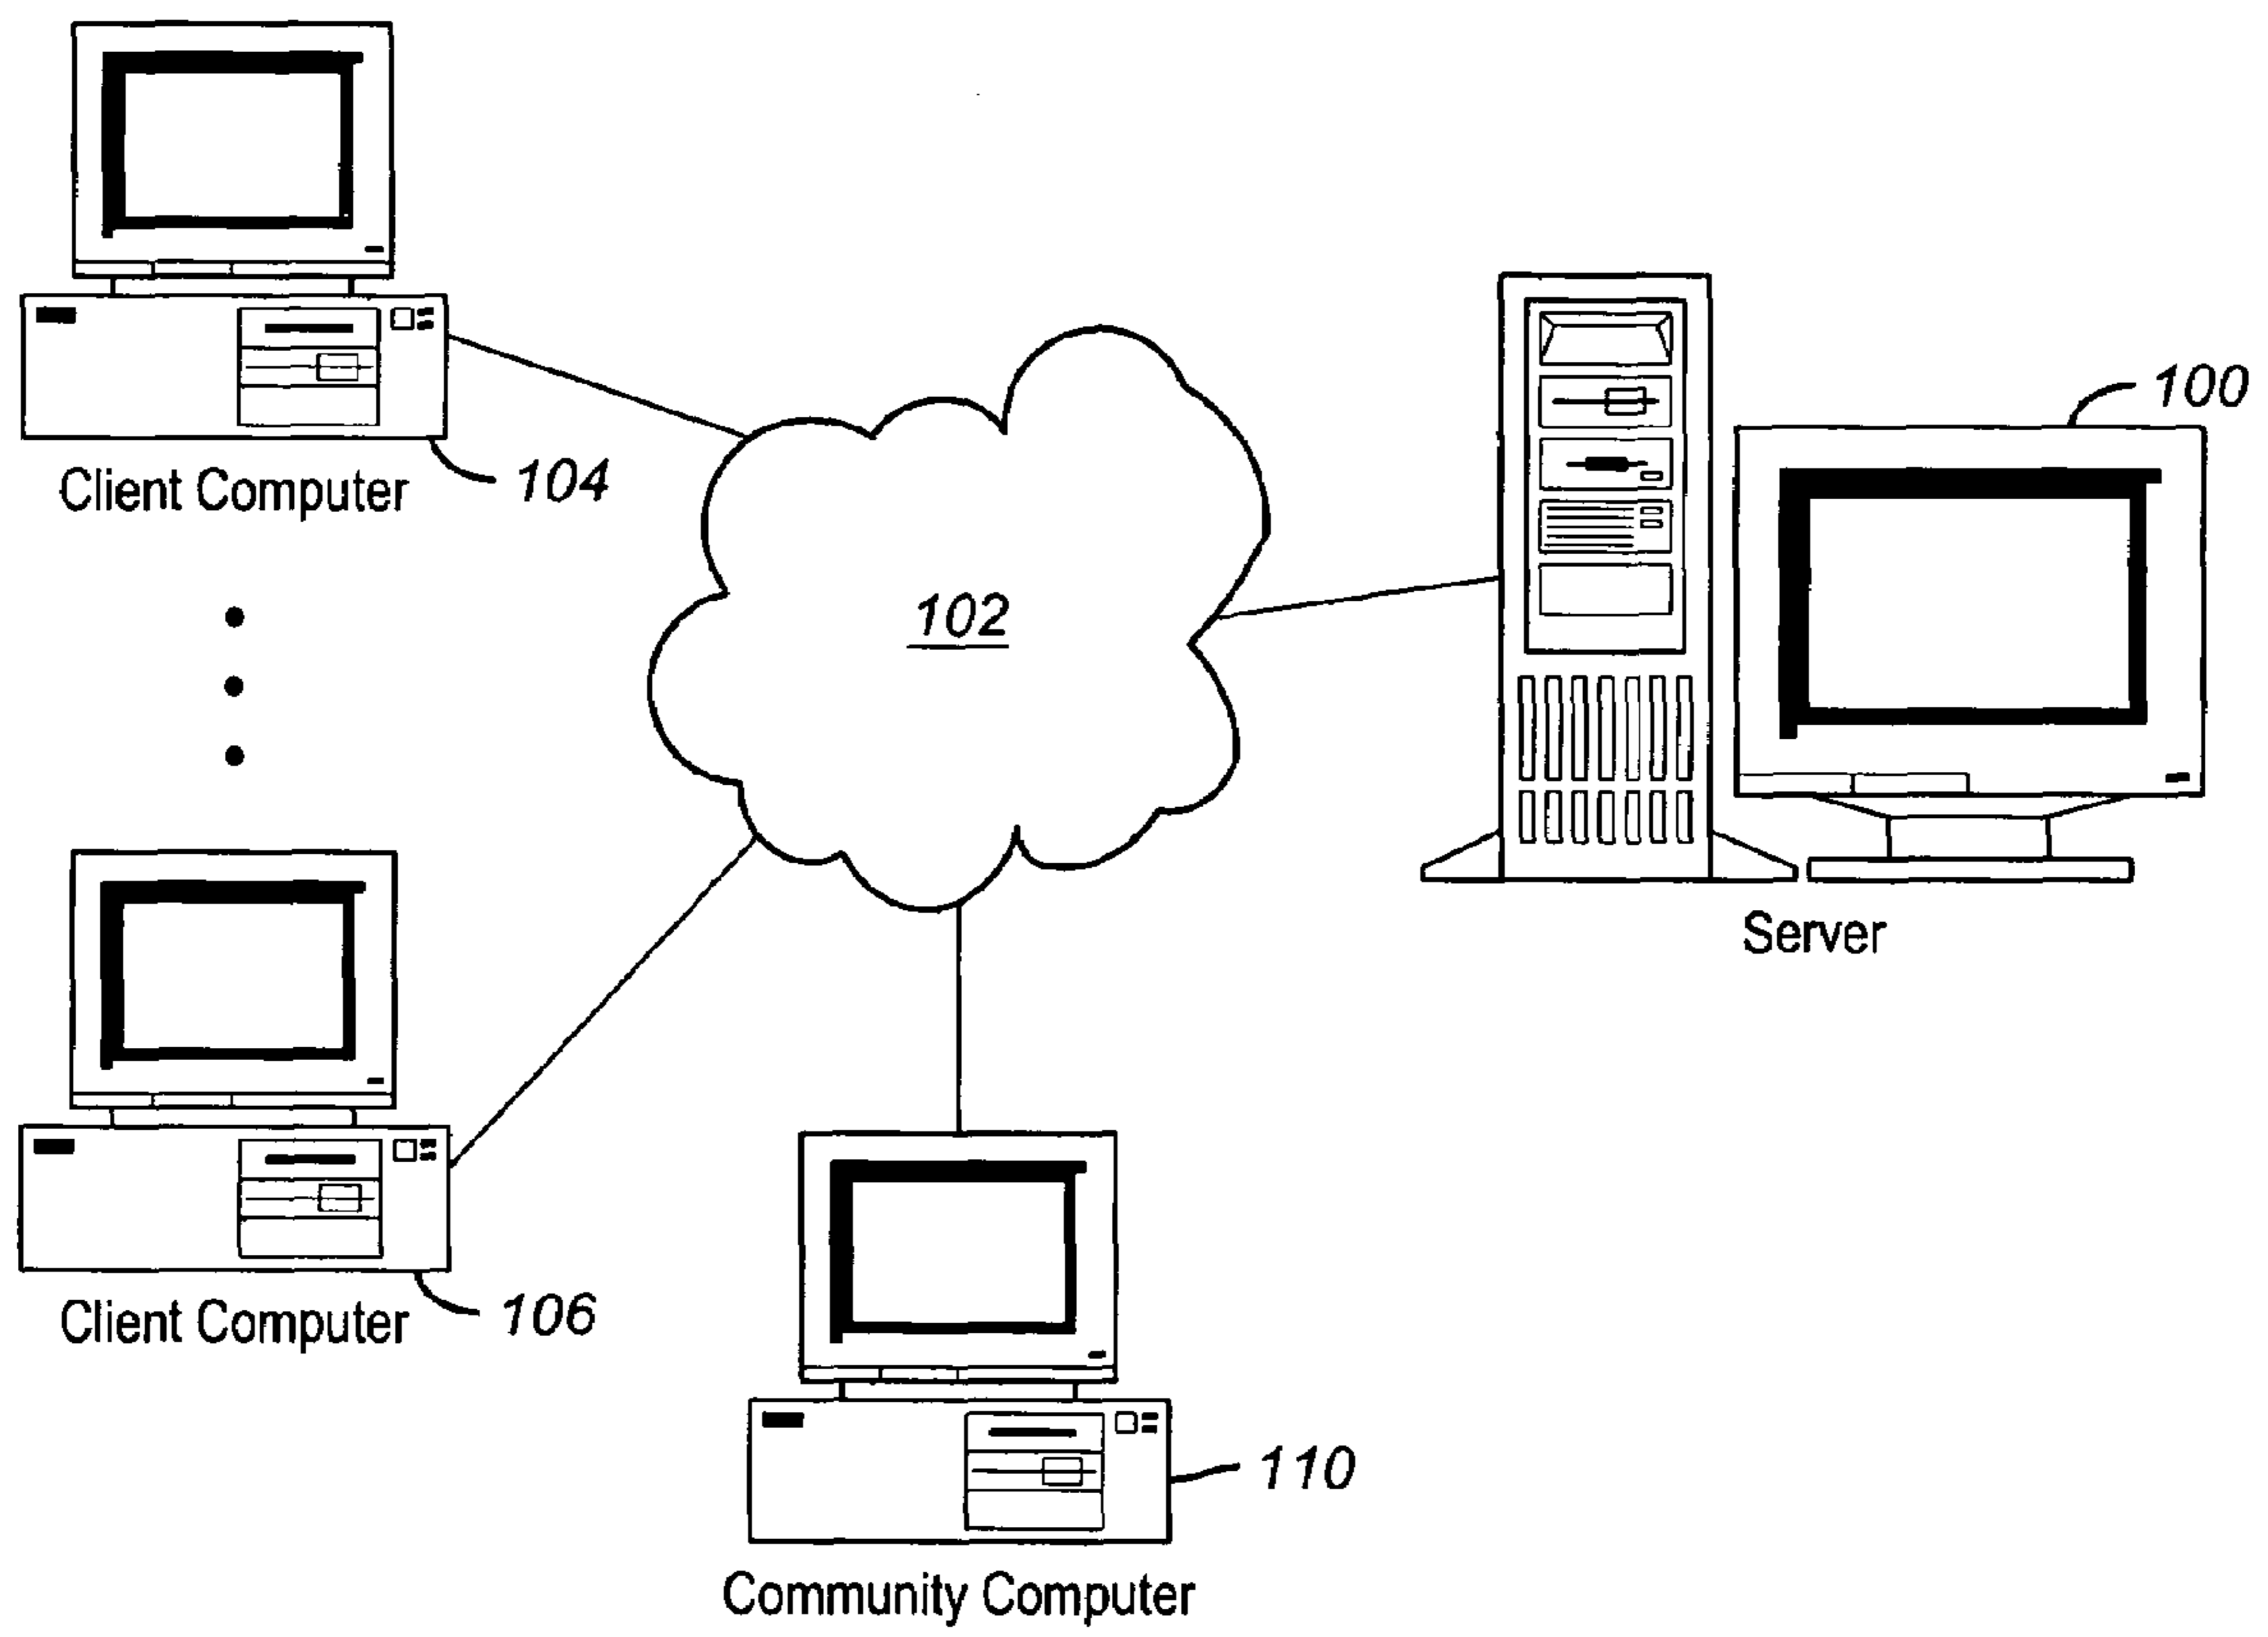 100
Client Computer 104
102
Server
Client Computer 106
110
Community Computer